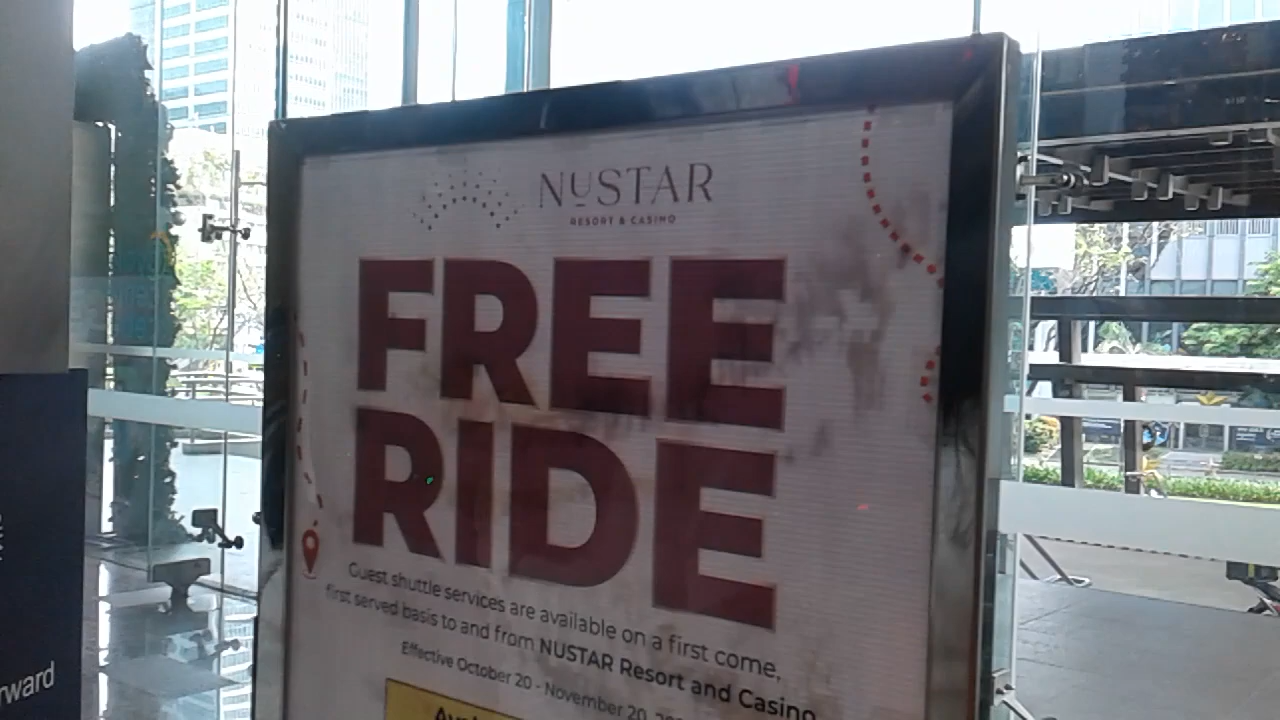 NUSTAR
RESORT & CASINO
FREE
RIDE
Guest shuttle services are available on a first come,
first served basis to and from NUSTAR Resort and Casino
Effective October 20 - November 20,
rward